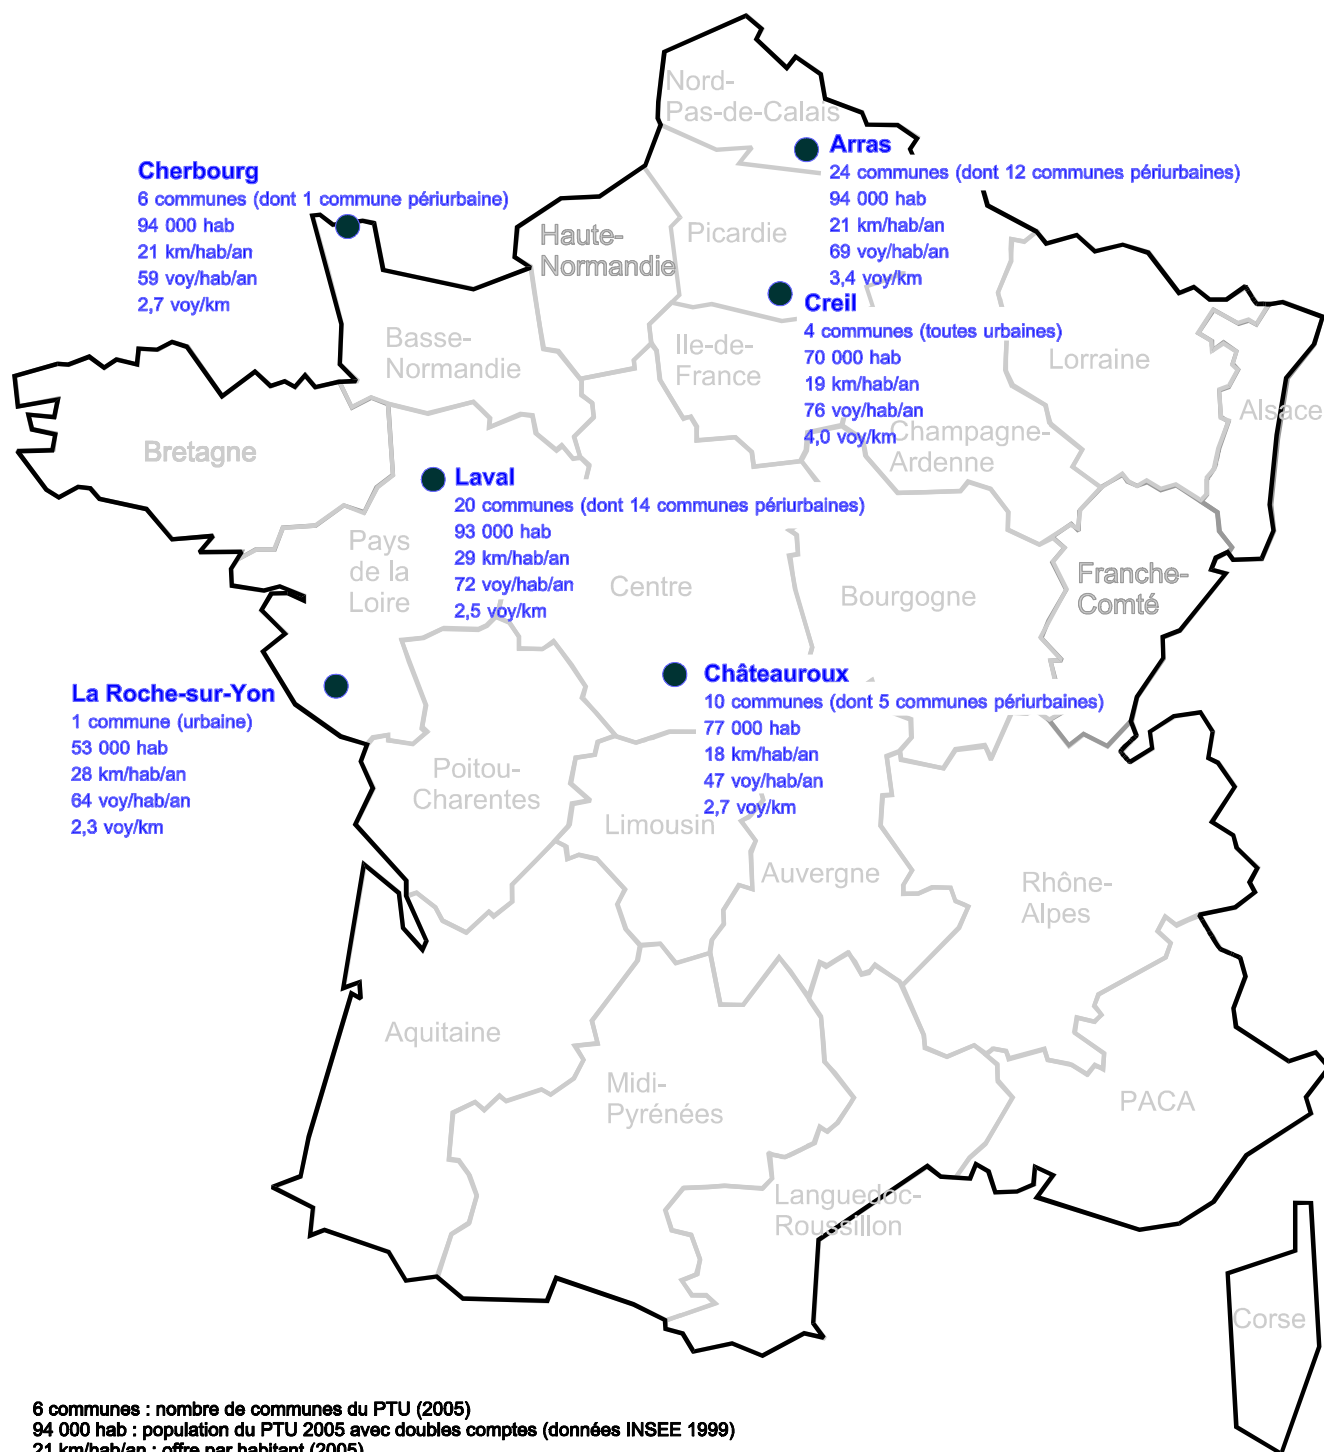 Nord-
Pas-de-Calais
Arras
24 communes (dont 12 communes périurbaines)
94 000 hab
21 km/hab/an
69 voy/hab/an
3,4 voy/km
Cherbourg
6 communes (dont 1 commune périurbaine)
94 000 hab
21 km/hab/an
59 voy/hab/an
2,7 voy/km
Haute-
Normandie
Picardie
Creil
4 communes (toutes urbaines)
70 000 hab
19 km/hab/an
76 voy/hab/an
4,0 voy/km
Basse-
Normandie
Ile-de-
France
Lorraine
Alsace
Champagne-
Ardenne
Bretagne
Laval
20 communes (dont 14 communes périurbaines)
93 000 hab
29 km/hab/an
72 voy/hab/an
2,5 voy/km
Pays
de la
Loire
Centre
Bourgogne
Franche-
Comté
La Roche-sur-Yon
1 commune (urbaine)
53 000 hab
28 km/hab/an
64 voy/hab/an
2,3 voy/km
Châteauroux
10 communes (dont 5 communes périurbaines)
77 000 hab
18 km/hab/an
47 voy/hab/an
2,7 voy/km
Poitou-
Charentes
Limousin
Auvergne
Rhône-
Alpes
Aquitaine
Midi-
Pyrénées
PACA
Languedoc-
Roussillon
Corse
6 communes : nombre de communes du PTU (2005)
94 000 hab : population du PTU 2005 avec doubles comptes (données INSEE 1999)
21 km/hab/an : offre par habitant (2005)